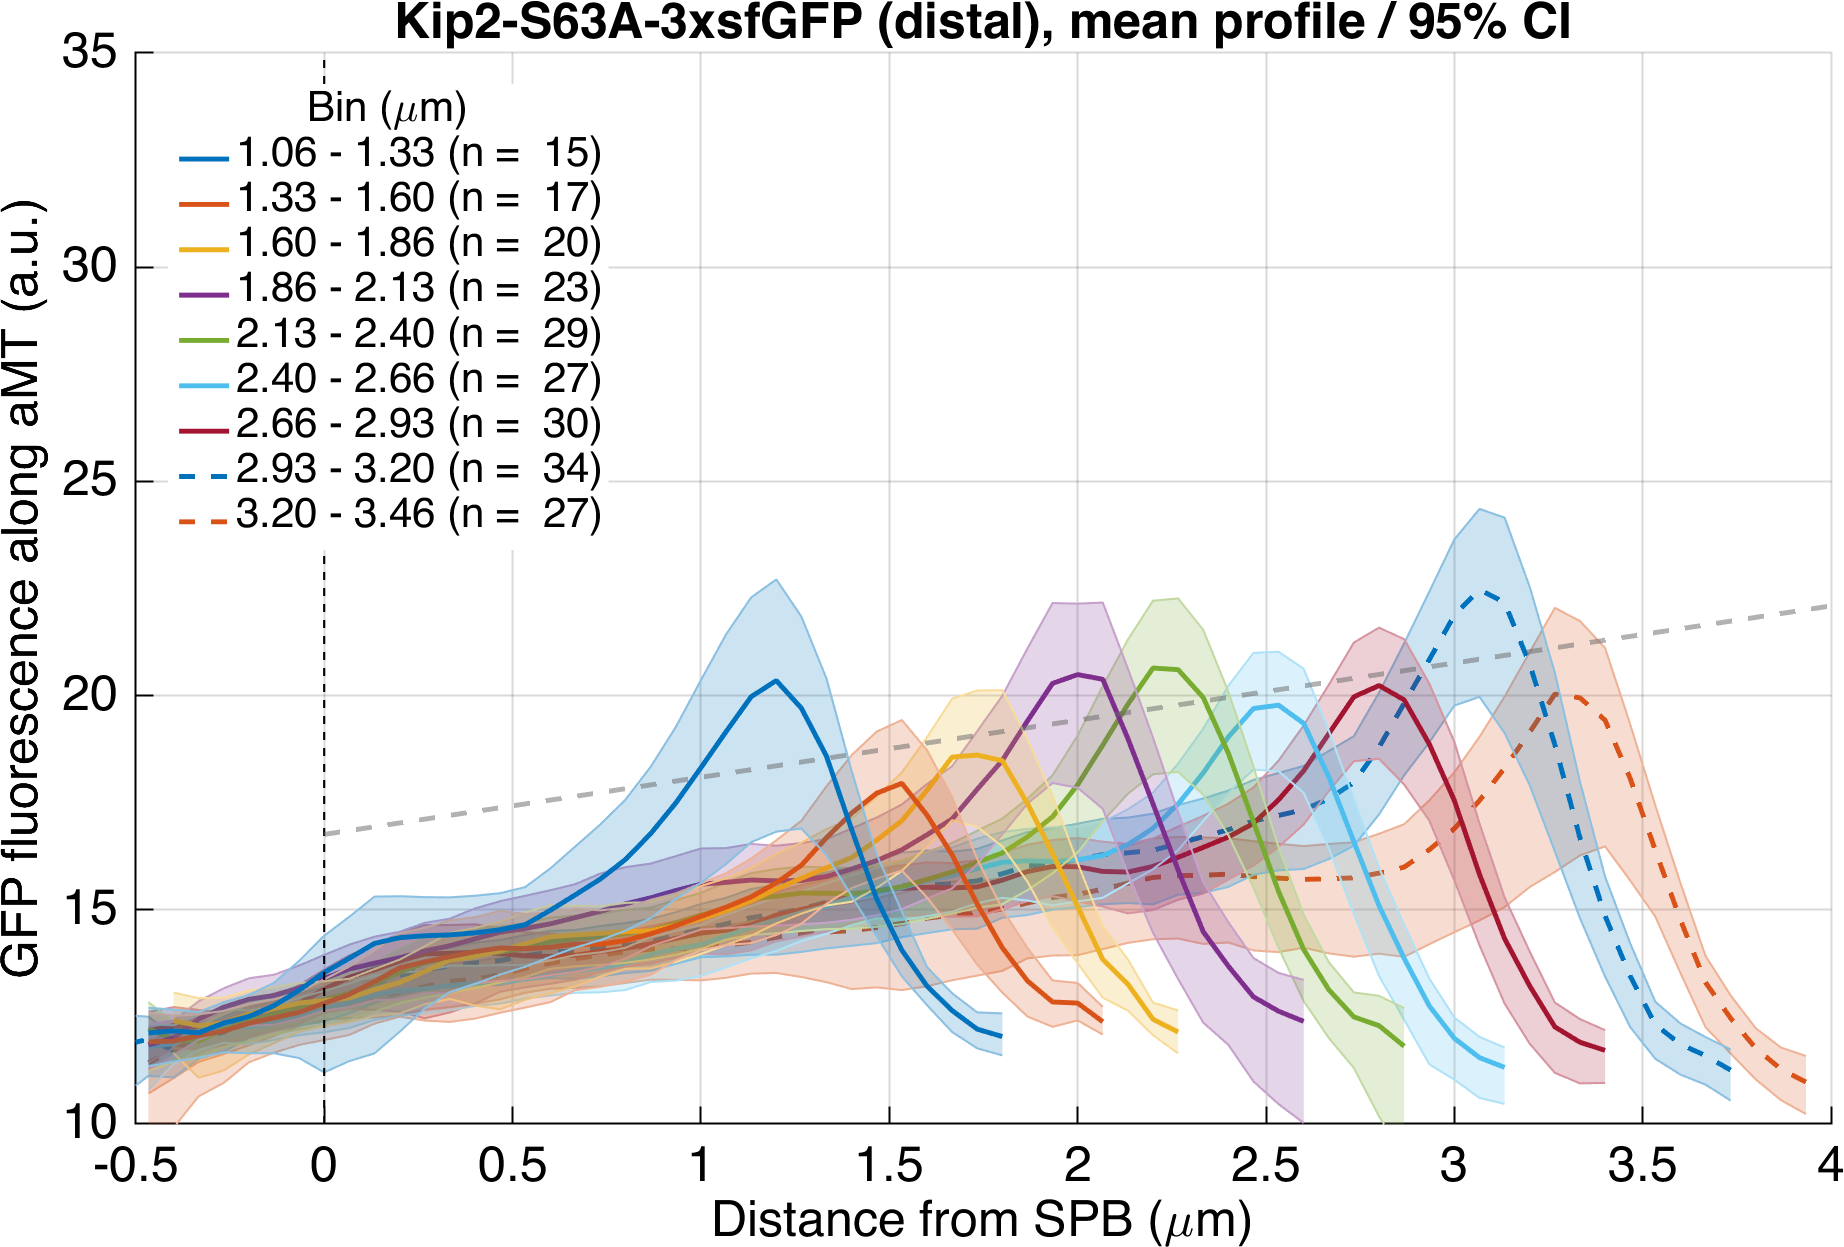 Kip2-S63A-3xsfGFP (distal), mean profile / 95% CI
GFP fluorescence along aMT (a.u.)
35
30
25
20
15
10
Bin (μm)
1.06 - 1.33 (n = 15)
1.33 - 1.60 (n = 17)
1.60 - 1.86 (n = 20)
1.86 - 2.13 (n = 23)
2.13 - 2.40 (n = 29)
2.40 - 2.66 (n = 27)
2.66 - 2.93 (n = 30)
2.93 - 3.20 (n = 34)
3.20 - 3.46 (n = 27)
-0.5 0 0.5 1 1.5 2 2.5 3 3.5 4
Distance from SPB (μm)